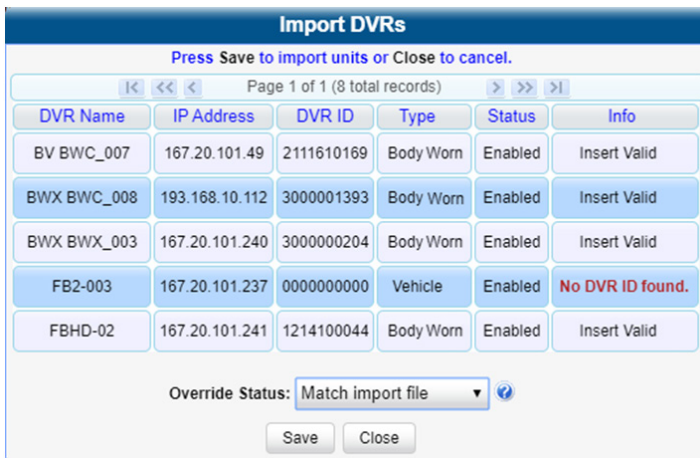 Import DVRs
Press Save to import units or Close to cancel.
|< << < Page 1 of 1 (8 total records) > >> >|
DVR Name IP Address DVR ID Type Status Info
BV BWC_007 167.20.101.49 2111610169 Body Worn Enabled Insert Valid
BWX BWC_008 193.168.10.112 3000001393 Body Worn Enabled Insert Valid
BWX BWX_003 167.20.101.240 3000000204 Body Worn Enabled Insert Valid
FB2-003 167.20.101.237 0000000000 Vehicle Enabled No DVR ID found.
FBHD-02 167.20.101.241 1214100044 Body Worn Enabled Insert Valid
Override Status: Match import file ?
Save Close